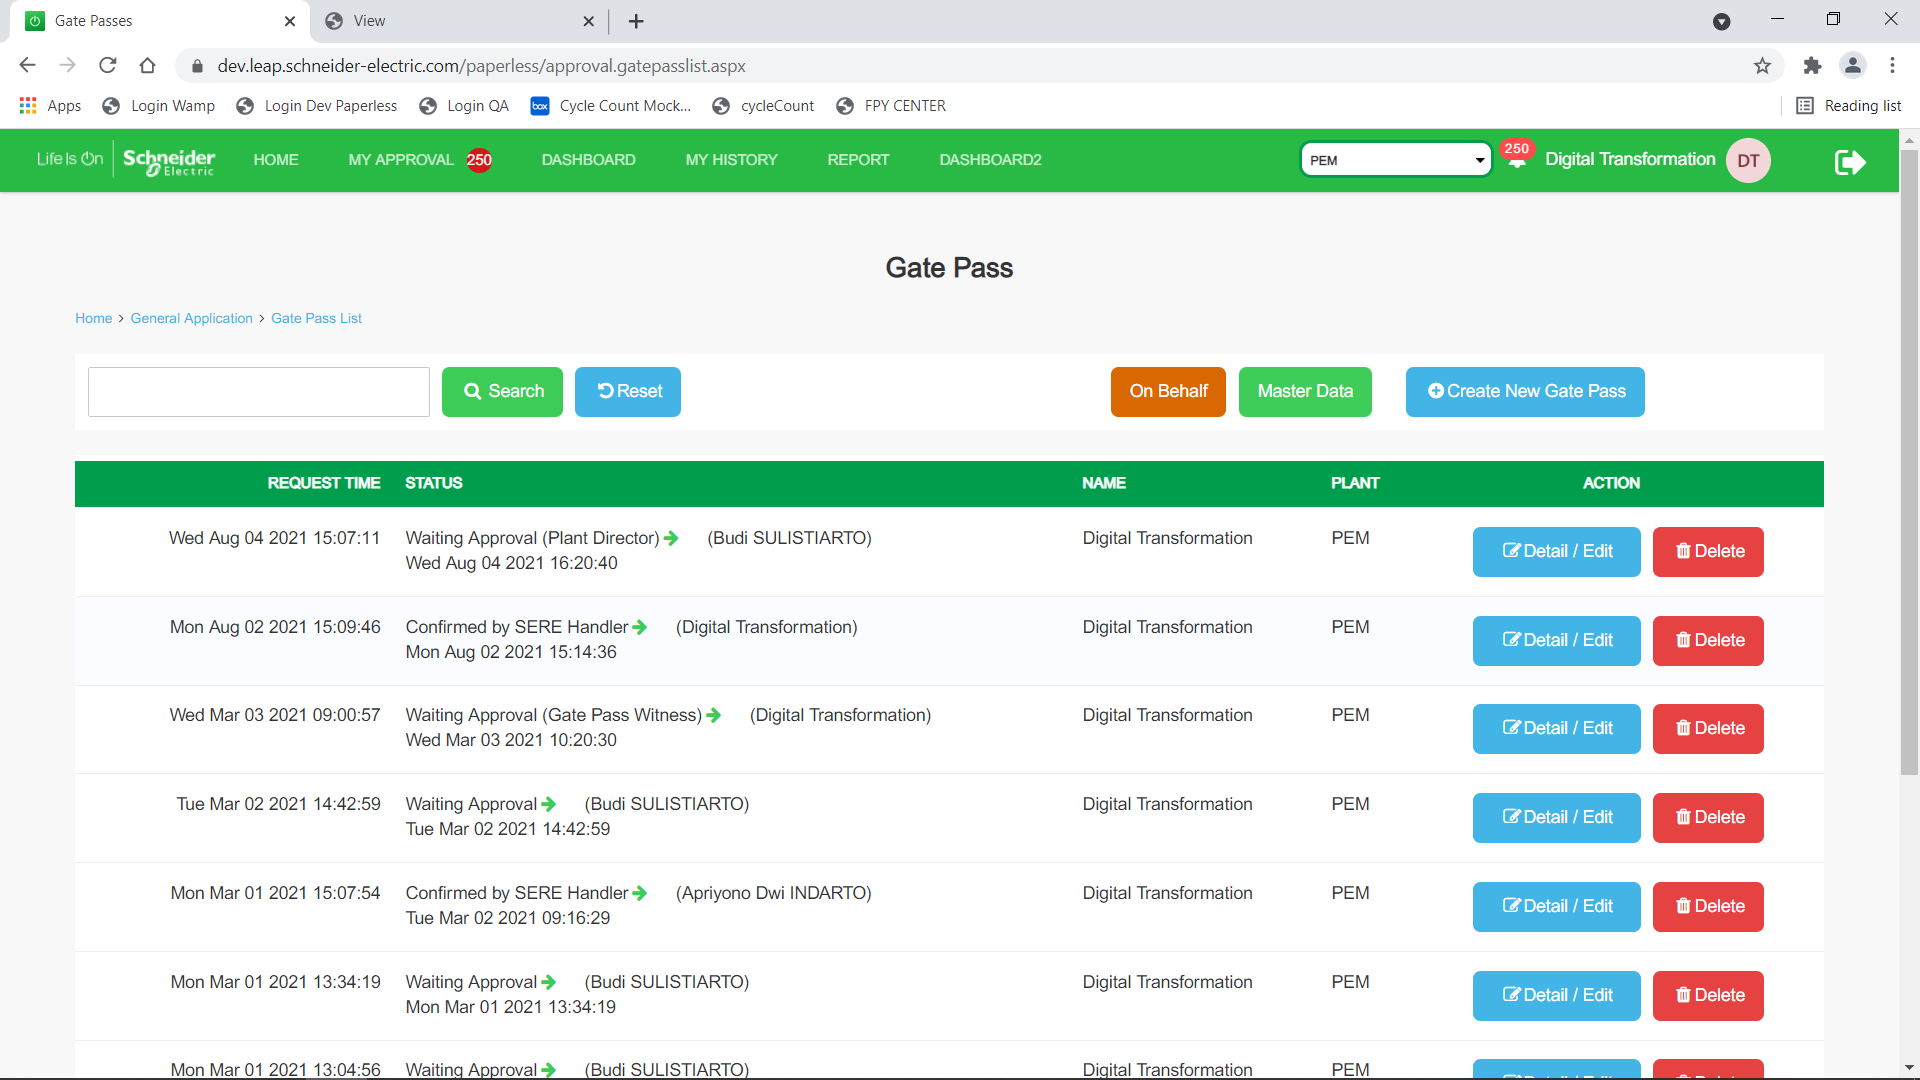 Gate Passes
View
dev.leap.schneider-electric.com/paperless/approval.gatepasslist.aspx
Apps Login Wamp Login Dev Paperless Login QA box Cycle Count Mock... cycleCount FPY CENTER Reading list
Life Is On Schneider Electric HOME MY APPROVAL 250 DASHBOARD MY HISTORY REPORT DASHBOARD2 PEM 250 Digital Transformation DT
Gate Pass
Home > General Application > Gate Pass List
Search Reset On Behalf Master Data Create New Gate Pass
REQUEST TIME STATUS NAME PLANT ACTION
Wed Aug 04 2021 15:07:11 Waiting Approval (Plant Director) (Budi SULISTIARTO) Digital Transformation PEM Detail / Edit Delete
Wed Aug 04 2021 16:20:40
Mon Aug 02 2021 15:09:46 Confirmed by SERE Handler (Digital Transformation) Digital Transformation PEM Detail / Edit Delete
Mon Aug 02 2021 15:14:36
Wed Mar 03 2021 09:00:57 Waiting Approval (Gate Pass Witness) (Digital Transformation) Digital Transformation PEM Detail / Edit Delete
Wed Mar 03 2021 10:20:30
Tue Mar 02 2021 14:42:59 Waiting Approval (Budi SULISTIARTO) Digital Transformation PEM Detail / Edit Delete
Tue Mar 02 2021 14:42:59
Mon Mar 01 2021 15:07:54 Confirmed by SERE Handler (Apriyono Dwi INDARTO) Digital Transformation PEM Detail / Edit Delete
Tue Mar 02 2021 09:16:29
Mon Mar 01 2021 13:34:19 Waiting Approval (Budi SULISTIARTO) Digital Transformation PEM Detail / Edit Delete
Mon Mar 01 2021 13:34:19
Mon Mar 01 2021 13:04:56 Waiting Approval (Budi SULISTIARTO) Digital Transformation PEM